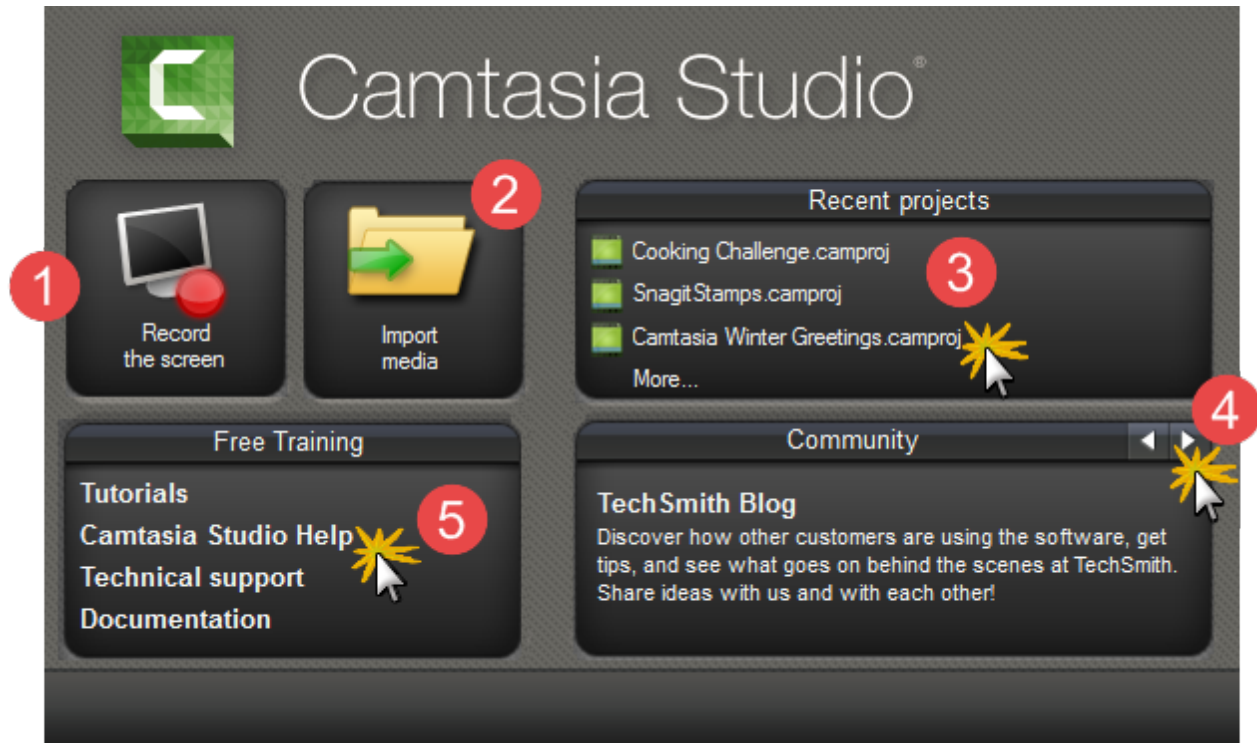 Camtasia Studio®
1
Record
the screen
2
Import
media
Recent projects
Cooking Challenge.camproj
SnagitStamps.camproj
Camtasia Winter Greetings.camproj
More...
3
Free Training
Tutorials
Camtasia Studio Help
Technical support
Documentation
5
Community
4
TechSmith Blog
Discover how other customers are using the software, get
tips, and see what goes on behind the scenes at TechSmith.
Share ideas with us and with each other!